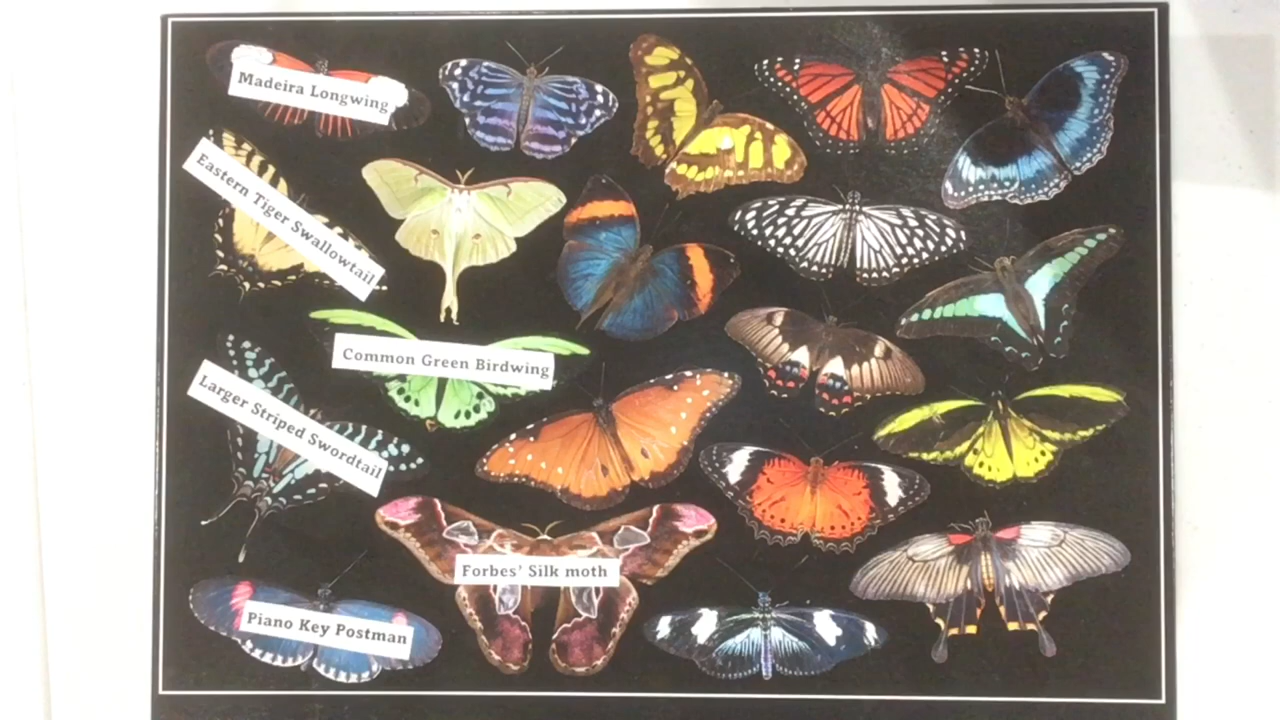 Madeira Longwing
Eastern Tiger Swallowtail
Common Green Birdwing
Larger Striped Swordtail
Forbes' Silk moth
Piano Key Postman